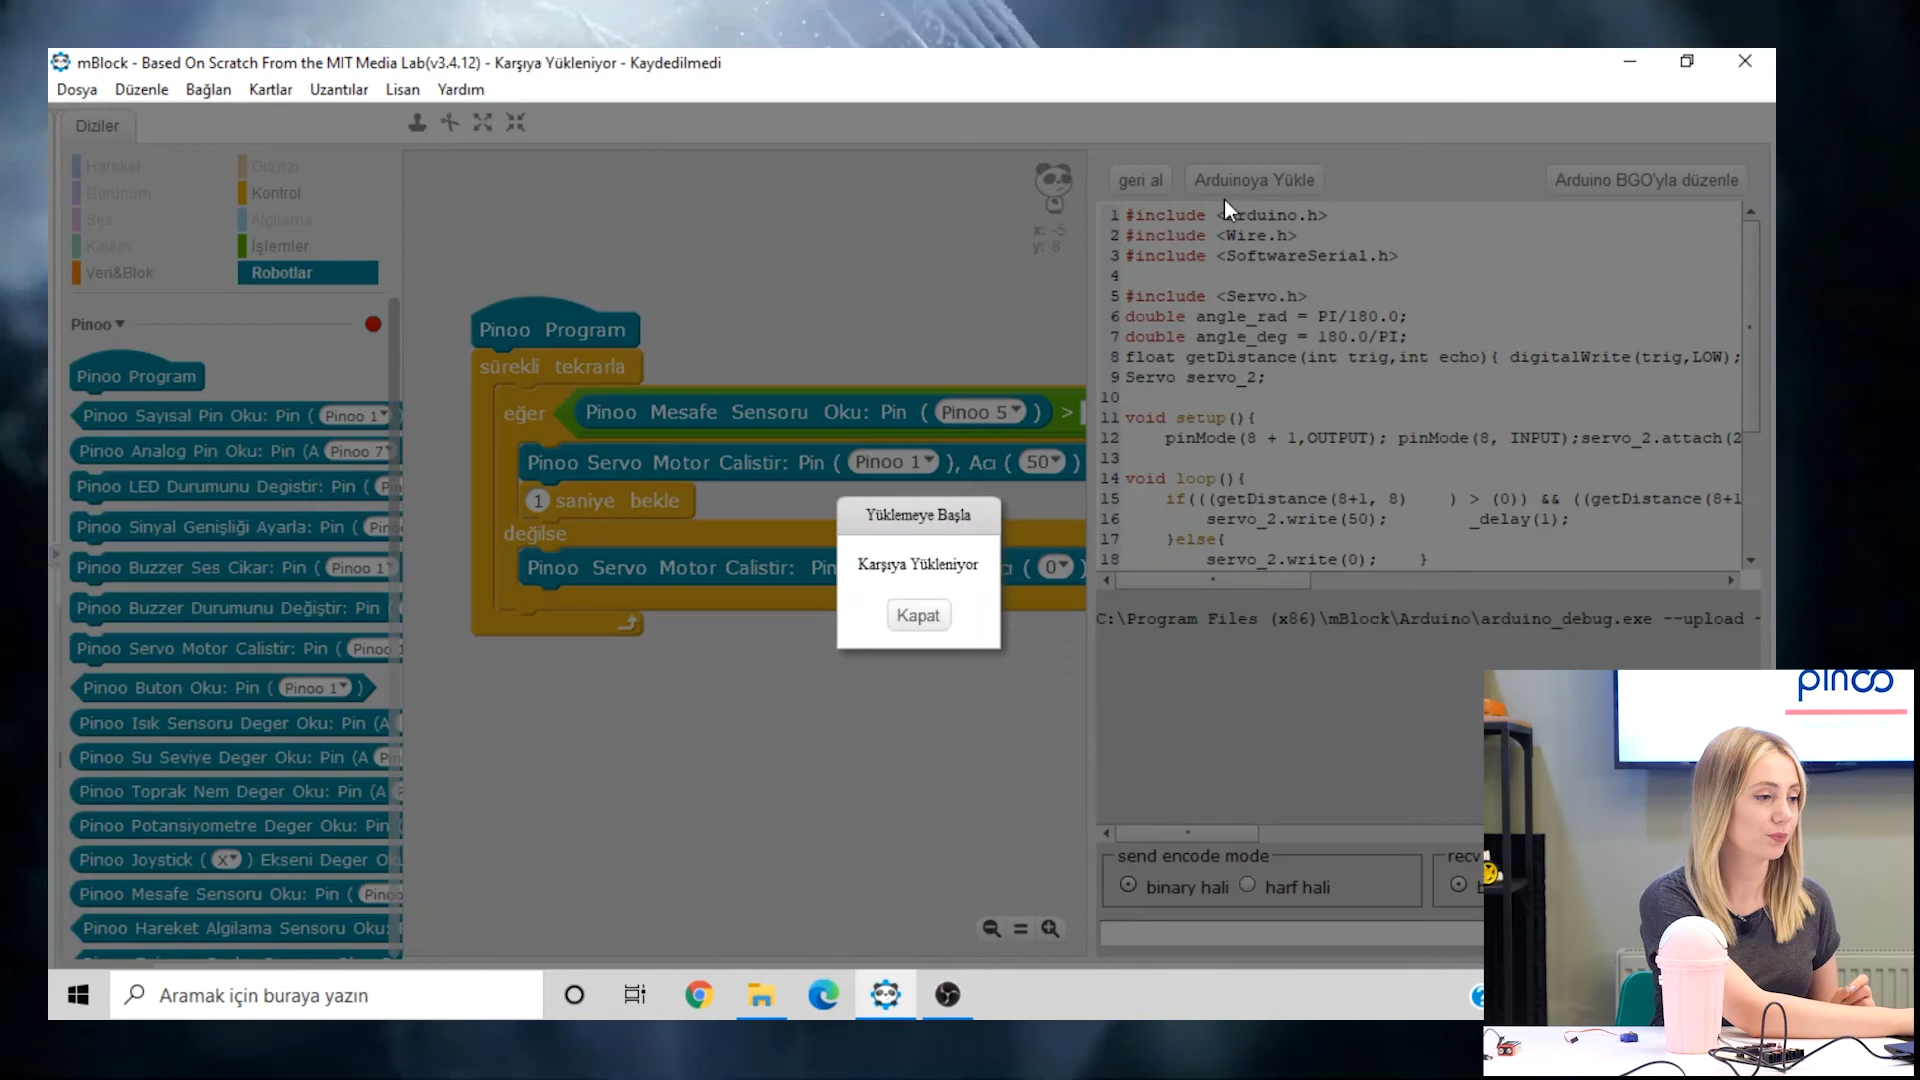 mBlock - Based On Scratch From the MIT Media Lab(v3.4.12) - Karşıya Yükleniyor - Kaydedilmedi
Dosya Düzenle Bağlan Kartlar Uzantılar Lisan Yardım
Diziler
Hareket Olaylar
Görünüm Kontrol
Ses Algılama
Kalem İşlemler
Veri&Blok Robotlar
Pinoo
Pinoo Program
Pinoo Sayısal Pin Oku: Pin ( Pinoo 1
Pinoo Analog Pin Oku: Pin (A Pinoo 7
Pinoo LED Durumunu Degistir: Pin (
Pinoo Sinyal Genişliği Ayarla: Pin (
Pinoo Buzzer Ses Cikar: Pin ( Pinoo 1
Pinoo Buzzer Durumunu Değiştir: Pin
Pinoo Servo Motor Calistir: Pin ( Pinoo
Pinoo Buton Oku: Pin ( Pinoo 1 )
Pinoo Isık Sensoru Deger Oku: Pin (A
Pinoo Su Seviye Deger Oku: Pin (A
Pinoo Toprak Nem Deger Oku: Pin (A
Pinoo Potansiyometre Deger Oku: Pin
Pinoo Joystick ( X ) Ekseni Deger
Pinoo Mesafe Sensoru Oku: Pin ( Pinoo
Pinoo Hareket Algilama Sensoru Oku:
x: -5
y: 8
Pinoo Program
sürekli tekrarla
eğer Pinoo Mesafe Sensoru Oku: Pin ( Pinoo 5 ) >
Pinoo Servo Motor Calistir: Pin ( Pinoo 1 ), Acı ( 50 )
1 saniye bekle
değilse
Pinoo Servo Motor Calistir: Pin ( 0 )
Yüklemeye Başla
Karşıya Yükleniyor
Kapat
geri al Arduinoya Yükle Arduino BGO'yla düzenle
1 #include <Arduino.h>
2 #include <Wire.h>
3 #include <SoftwareSerial.h>
4
5 #include <Servo.h>
6 double angle_rad = PI/180.0;
7 double angle_deg = 180.0/PI;
8 float getDistance(int trig,int echo){ digitalWrite(trig,LOW);
9 Servo servo_2;
10
11 void setup(){
12 pinMode(8 + 1,OUTPUT); pinMode(8, INPUT);servo_2.attach(2
13
14 void loop(){
15 if(((getDistance(8+1, 8) ) > (0)) && ((getDistance(8+1
16 servo_2.write(50); _delay(1);
17 }else{
18 servo_2.write(0); }
C:\Program Files (x86)\mBlock\Arduino\arduino_debug.exe --upload -
send encode mode
binary hali harf hali
recv
Aramak için buraya yazın
pinoo